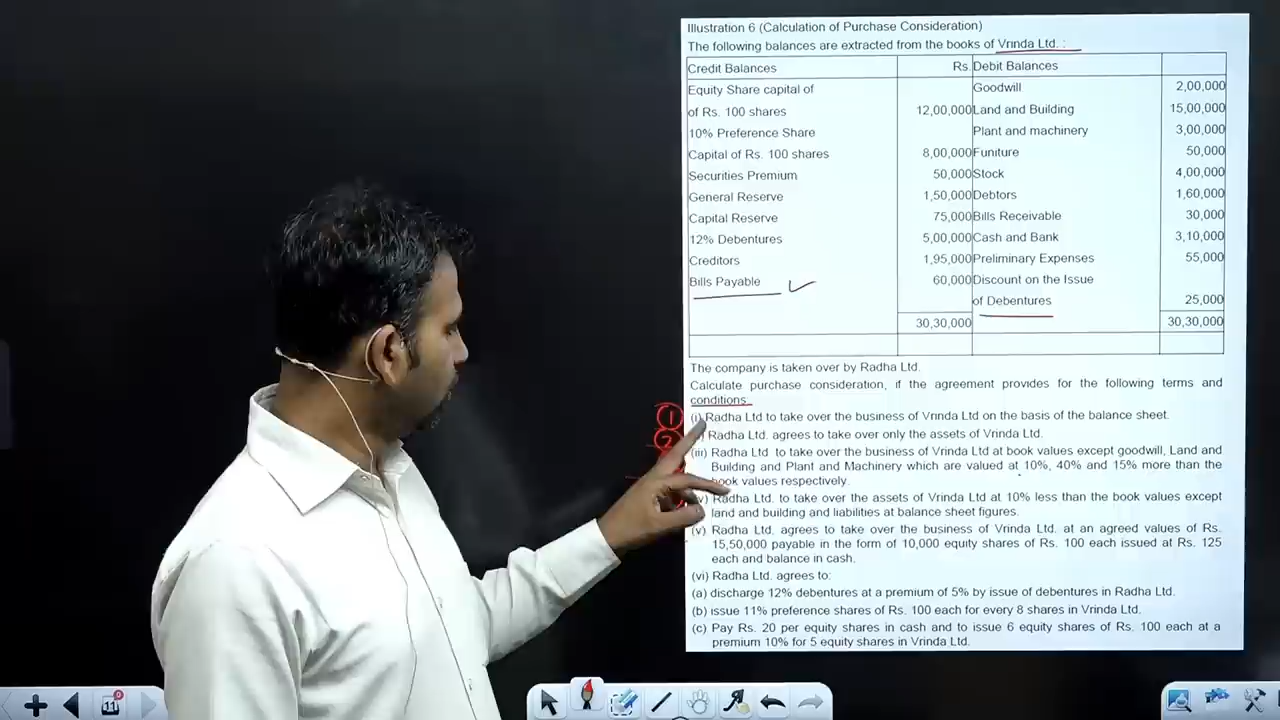 Illustration 6 (Calculation of Purchase Consideration)
The following balances are extracted from the books of Vrinda Ltd. :
Credit Balances Rs. Debit Balances
Equity Share capital of Goodwill 2,00,000
of Rs. 100 shares 12,00,000 Land and Building 15,00,000
10% Preference Share Plant and machinery 3,00,000
Capital of Rs. 100 shares 8,00,000 Funiture 50,000
Securities Premium 50,000 Stock 4,00,000
General Reserve 1,50,000 Debtors 1,60,000
Capital Reserve 75,000 Bills Receivable 30,000
12% Debentures 5,00,000 Cash and Bank 3,10,000
Creditors 1,95,000 Preliminary Expenses 55,000
Bills Payable 60,000 Discount on the Issue
of Debentures 25,000
30,30,000 30,30,000
The company is taken over by Radha Ltd.
Calculate purchase consideration, if the agreement provides for the following terms and
conditions:
1 (i) Radha Ltd to take over the business of Vrinda Ltd on the basis of the balance sheet.
2 Radha Ltd. agrees to take over only the assets of Vrinda Ltd.
(iii) Radha Ltd to take over the business of Vrinda Ltd at book values except goodwill, Land and
Building and Plant and Machinery which are valued at 10%, 40% and 15% more than the
book values respectively.
Radha Ltd. to take over the assets of Vrinda Ltd at 10% less than the book values except
land and building and liabilities at balance sheet figures.
(v) Radha Ltd. agrees to take over the business of Vrinda Ltd. at an agreed values of Rs.
15,50,000 payable in the form of 10,000 equity shares of Rs. 100 each issued at Rs. 125
each and balance in cash.
(vi) Radha Ltd. agrees to:
(a) discharge 12% debentures at a premium of 5% by issue of debentures in Radha Ltd.
(b) issue 11% preference shares of Rs. 100 each for every 8 shares in Vrinda Ltd.
(c) Pay Rs. 20 per equity shares in cash and to issue 6 equity shares of Rs. 100 each at a
premium 10% for 5 equity shares in Vrinda Ltd.
11
0